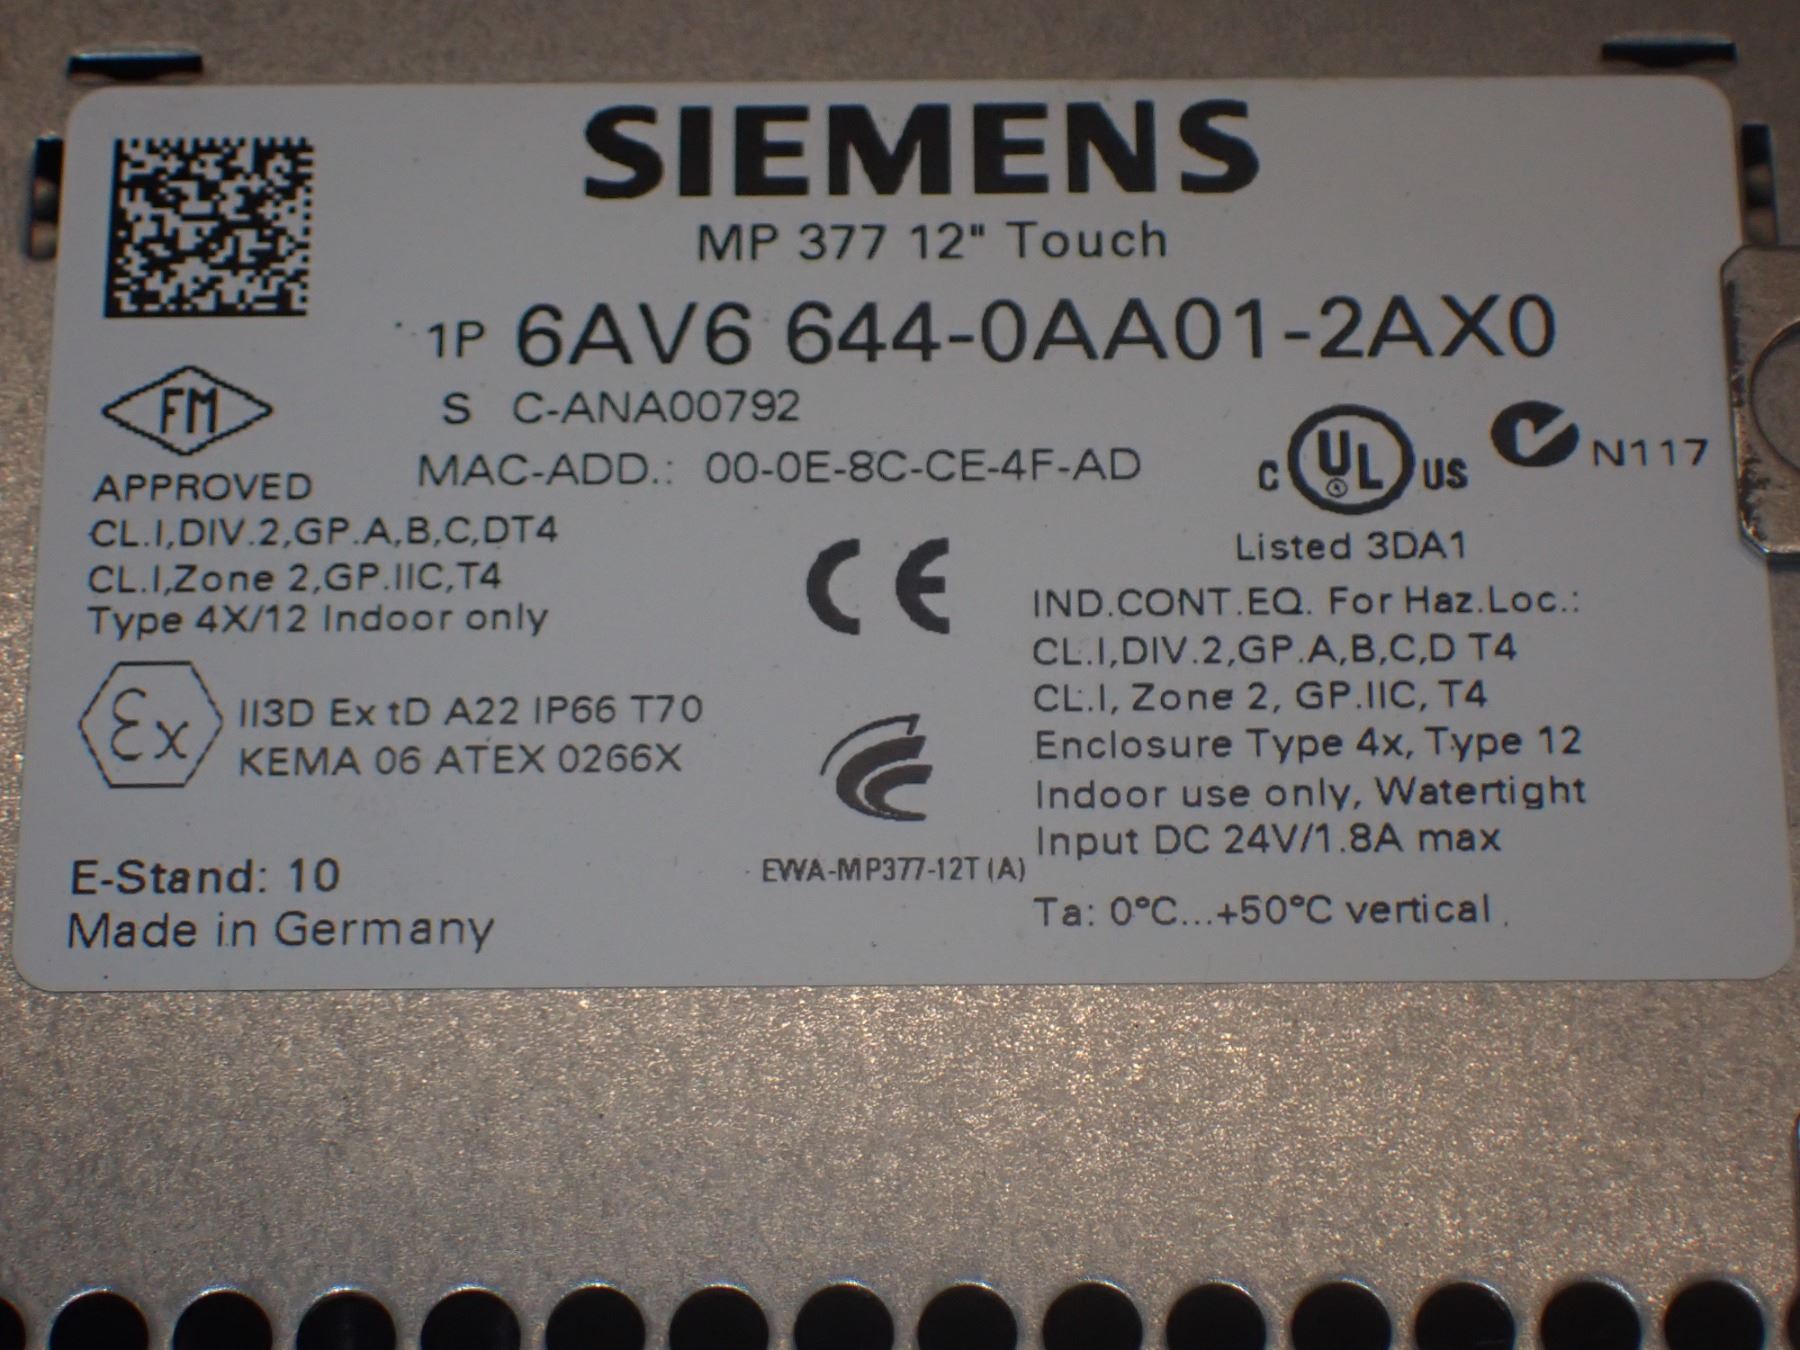 SIEMENS
MP 377 12" Touch
1P 6AV6 644-0AA01-2AX0
S C-ANA00792
MAC-ADD.: 00-0E-8C-CE-4F-AD
FM
APPROVED
CL.I,DIV.2,GP.A,B,C,DT4
CL.I,Zone 2,GP.IIC,T4
Type 4X/12 Indoor only
Ex
II3D Ex tD A22 IP66 T70
KEMA 06 ATEX 0266X
E-Stand: 10
Made in Germany
CE
EWA-MP377-12T (A)
C UL US
N117
Listed 3DA1
IND.CONT.EQ. For Haz.Loc.:
CL.I,DIV.2,GP.A,B,C,D T4
CL.I, Zone 2, GP.IIC, T4
Enclosure Type 4x, Type 12
Indoor use only, Watertight
Input DC 24V/1.8A max
Ta: 0°C...+50°C vertical